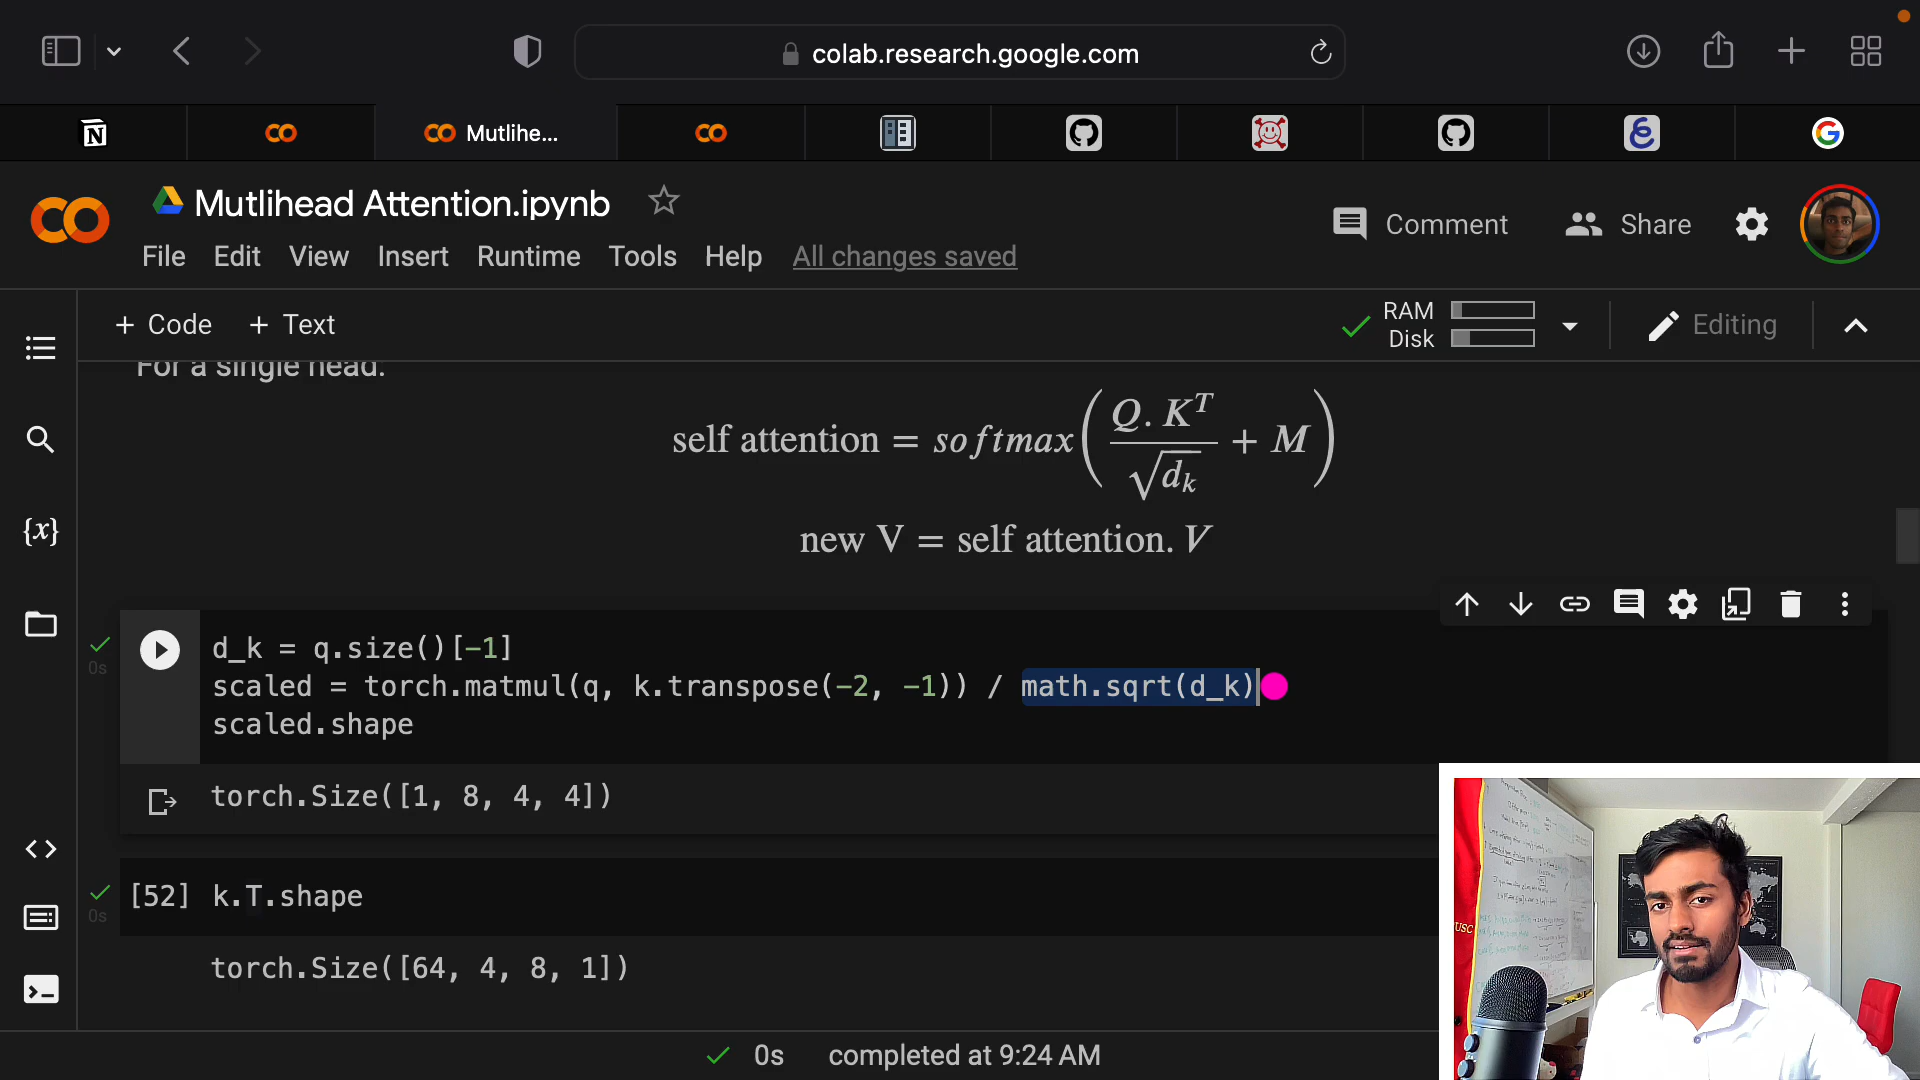 colab.research.google.com
Mutlihe...
Mutlihead Attention.ipynb
Comment
Share
File Edit View Insert Runtime Tools Help All changes saved
+ Code + Text
RAM
Disk
Editing
For a single head:
self attention = softmax(Q.K^T / √d_k + M)
new V = self attention. V
d_k = q.size()[-1]
scaled = torch.matmul(q, k.transpose(-2, -1)) / math.sqrt(d_k)
scaled.shape
0s
torch.Size([1, 8, 4, 4])
[52] k.T.shape
0s
torch.Size([64, 4, 8, 1])
USC
0s completed at 9:24 AM